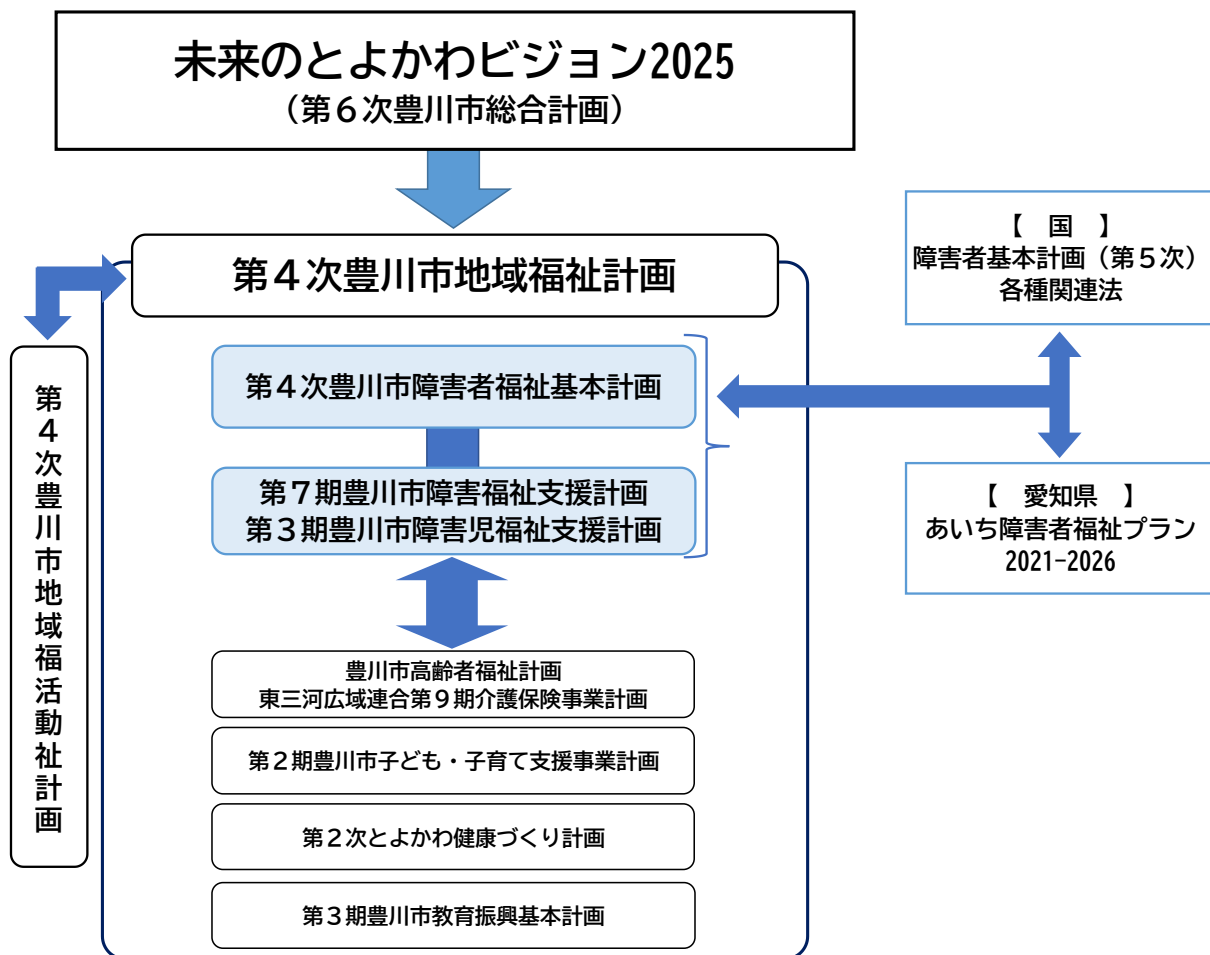 未来のとよかわビジョン2025
（第６次豊川市総合計画）
第４次豊川市地域福祉計画
【　国　】
障害者基本計画（第５次）
各種関連法
第４次豊川市地域福活動祉計画
第４次豊川市障害者福祉基本計画
第７期豊川市障害福祉支援計画
第３期豊川市障害児福祉支援計画
【　愛知県　】
あいち障害者福祉プラン
2021-2026
豊川市高齢者福祉計画
東三河広域連合第９期介護保険事業計画
第２期豊川市子ども・子育て支援事業計画
第２次とよかわ健康づくり計画
第３期豊川市教育振興基本計画